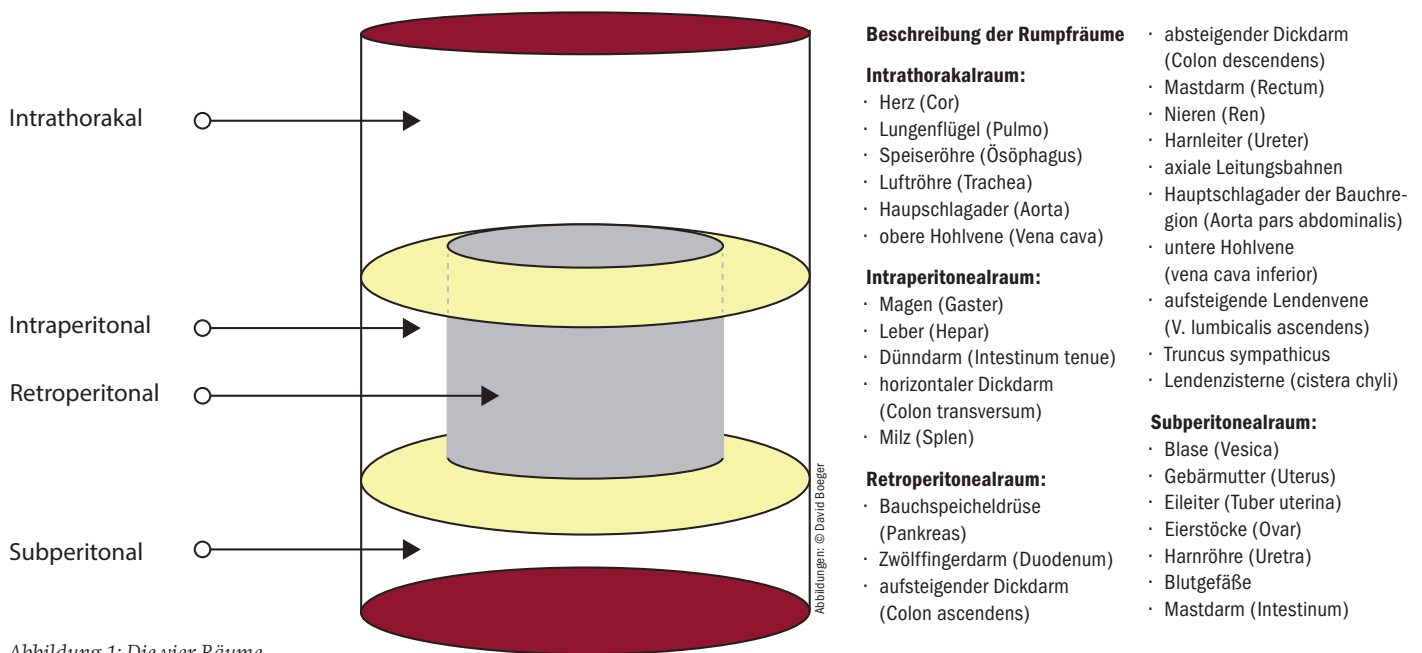 Intrathorakal
Intraperitonal
Retroperitonal
Subperitonal
Abbildungen: © David Boeger
Abbildung 1: Die vier Räume
Beschreibung der Rumpfräume
Intrathorakalraum:
· Herz (Cor)
· Lungenflügel (Pulmo)
· Speiseröhre (Ösöphagus)
· Luftröhre (Trachea)
· Haupschlagader (Aorta)
· obere Hohlvene (Vena cava)
Intraperitonealraum:
· Magen (Gaster)
· Leber (Hepar)
· Dünndarm (Intestinum tenue)
· horizontaler Dickdarm
(Colon transversum)
· Milz (Splen)
Retroperitonealraum:
· Bauchspeicheldrüse
(Pankreas)
· Zwölffingerdarm (Duodenum)
· aufsteigender Dickdarm
(Colon ascendens)
· absteigender Dickdarm
(Colon descendens)
· Mastdarm (Rectum)
· Nieren (Ren)
· Harnleiter (Ureter)
· axiale Leitungsbahnen
· Hauptschlagader der Bauchre-
gion (Aorta pars abdominalis)
· untere Hohlvene
(vena cava inferior)
· aufsteigende Lendenvene
(V. lumbicalis ascendens)
· Truncus sympathicus
· Lendenzisterne (cistera chyli)
Subperitonealraum:
· Blase (Vesica)
· Gebärmutter (Uterus)
· Eileiter (Tuber uterina)
· Eierstöcke (Ovar)
· Harnröhre (Uretra)
· Blutgefäße
· Mastdarm (Intestinum)